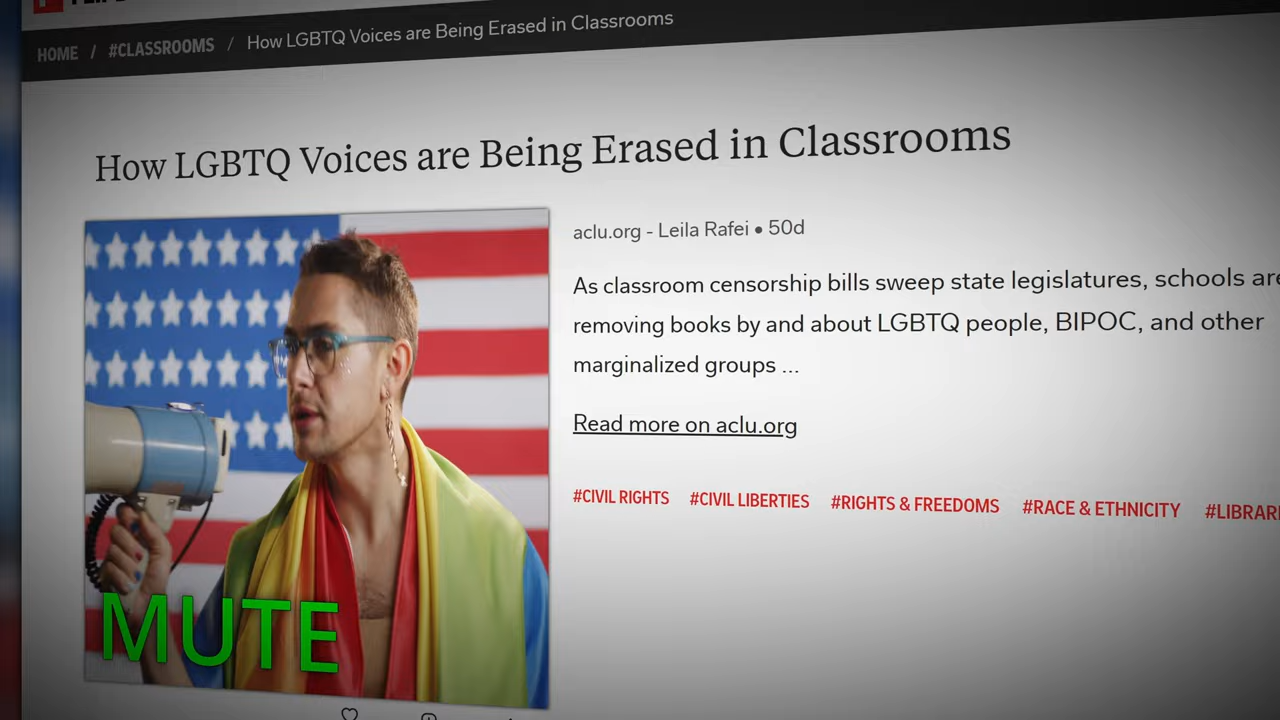 HOME / #CLASSROOMS / How LGBTQ Voices are Being Erased in Classrooms
How LGBTQ Voices are Being Erased in Classrooms
aclu.org - Leila Rafei • 50d
As classroom censorship bills sweep state legislatures, schools are
removing books by and about LGBTQ people, BIPOC, and other
marginalized groups ...
Read more on aclu.org
#CIVIL RIGHTS #CIVIL LIBERTIES #RIGHTS & FREEDOMS #RACE & ETHNICITY
MUTE